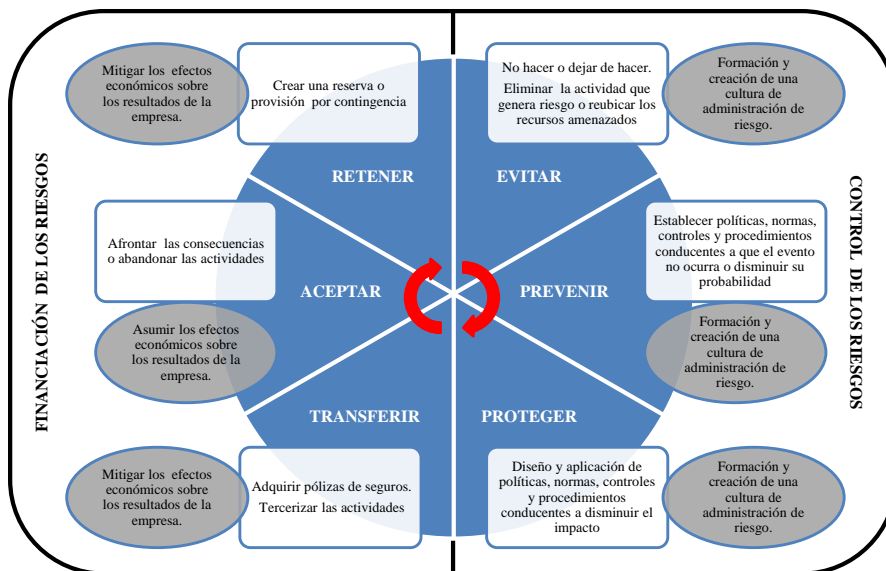 FINANCIACIÓN DE LOS RIESGOS
Mitigar los efectos
económicos sobre
los resultados de la
empresa.
Crear una reserva o
provisión por contingencia
RETENER
Afrontar las consecuencias
o abandonar las actividades
ACEPTAR
Asumir los efectos
económicos sobre
los resultados de la
empresa.
TRANSFERIR
Mitigar los efectos
económicos sobre
los resultados de la
empresa.
Adquirir pólizas de seguros.
Tercerizar las actividades
No hacer o dejar de hacer.
Eliminar la actividad que
genera riesgo o reubicar los
recursos amenazados
Formación y
creación de una
cultura de
administración de
riesgo.
EVITAR
Establecer políticas, normas,
controles y procedimientos
conducentes a que el evento
no ocurra o disminuir su
probabilidad
PREVENIR
Formación y
creación de una
cultura de
administración de
riesgo.
PROTEGER
Diseño y aplicación de
políticas, normas, controles
y procedimientos
conducentes a disminuir el
impacto
Formación y
creación de una
cultura de
administración de
riesgo.
CONTROL DE LOS RIESGOS